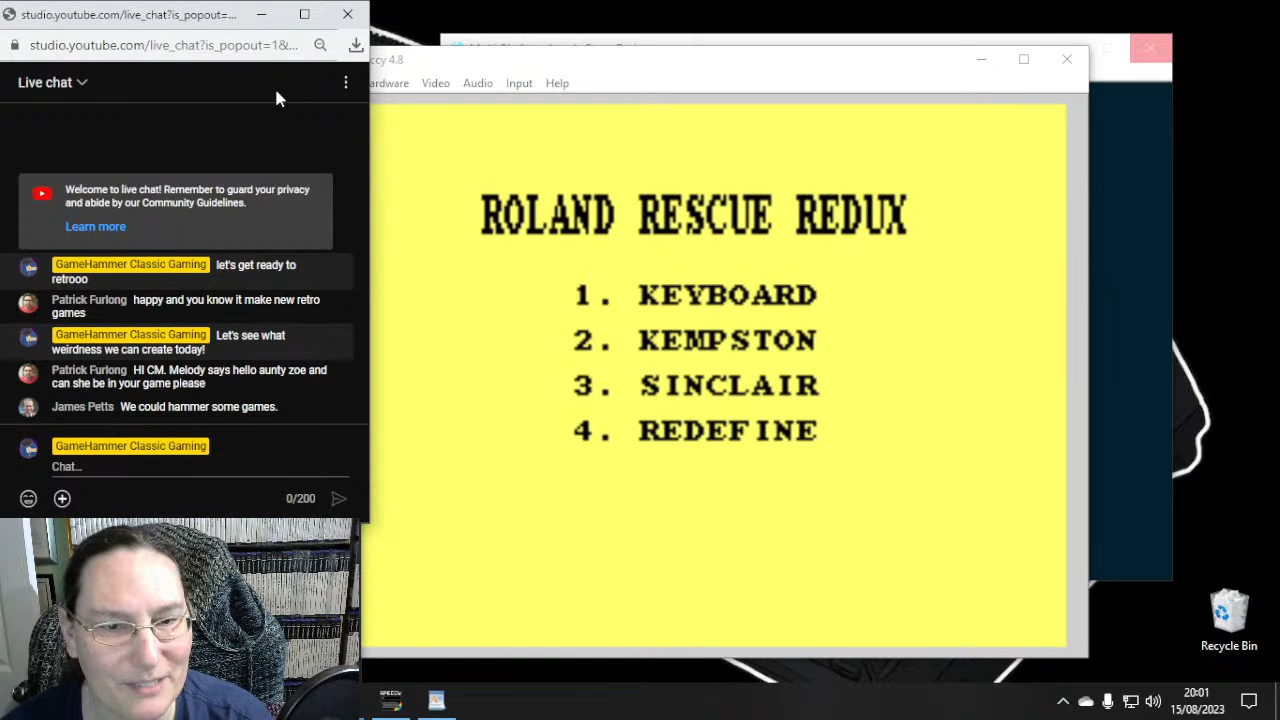 studio.youtube.com/live_chat?is_popout=...
studio.youtube.com/live_chat?is_popout=1&...
Live chat
Welcome to live chat! Remember to guard your privacy
and abide by our Community Guidelines.
Learn more
GameHammer Classic Gaming let's get ready to
retrooo
Patrick Furlong happy and you know it make new retro
games
GameHammer Classic Gaming Let's see what
weirdness we can create today!
Patrick Furlong HI CM. Melody says hello aunty zoe and
can she be in your game please
James Petts We could hammer some games.
GameHammer Classic Gaming
Chat...
0/200
ccy 4.8
ardware Video Audio Input Help
ROLAND RESCUE REDUX
1. KEYBOARD
2. KEMPSTON
3. SINCLAIR
4. REDEFINE
Recycle Bin
SPECCY
20:01
15/08/2023